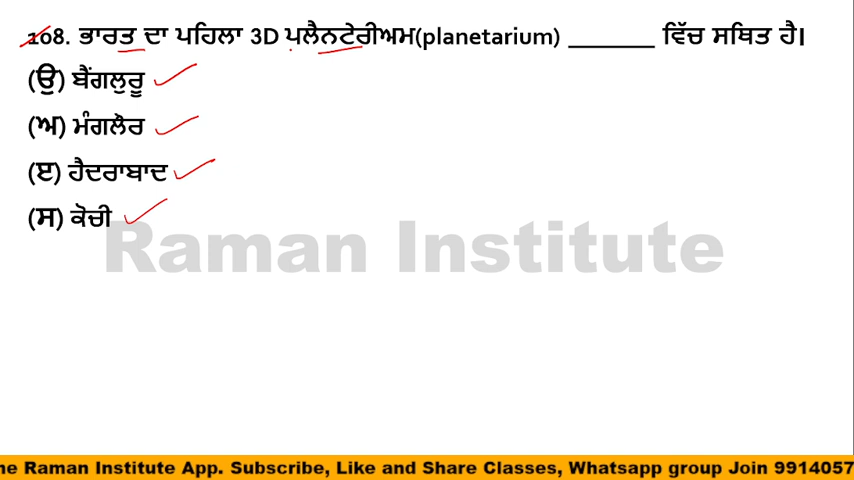 108. ਭਾਰਤ ਦਾ ਪਹਿਲਾ 3D ਪਲੈਨਟੇਰੀਅਮ(planetarium) ________ ਵਿੱਚ ਸਥਿਤ ਹੈ।
(ਉ) ਬੈਂਗਲੁਰੂ
(ਅ) ਮੰਗਲੋਰ
(ੲ) ਹੈਦਰਾਬਾਦ
(ਸ) ਕੋਚੀ
Raman Institute
he Raman Institute App. Subscribe, Like and Share Classes, Whatsapp group Join 9914057